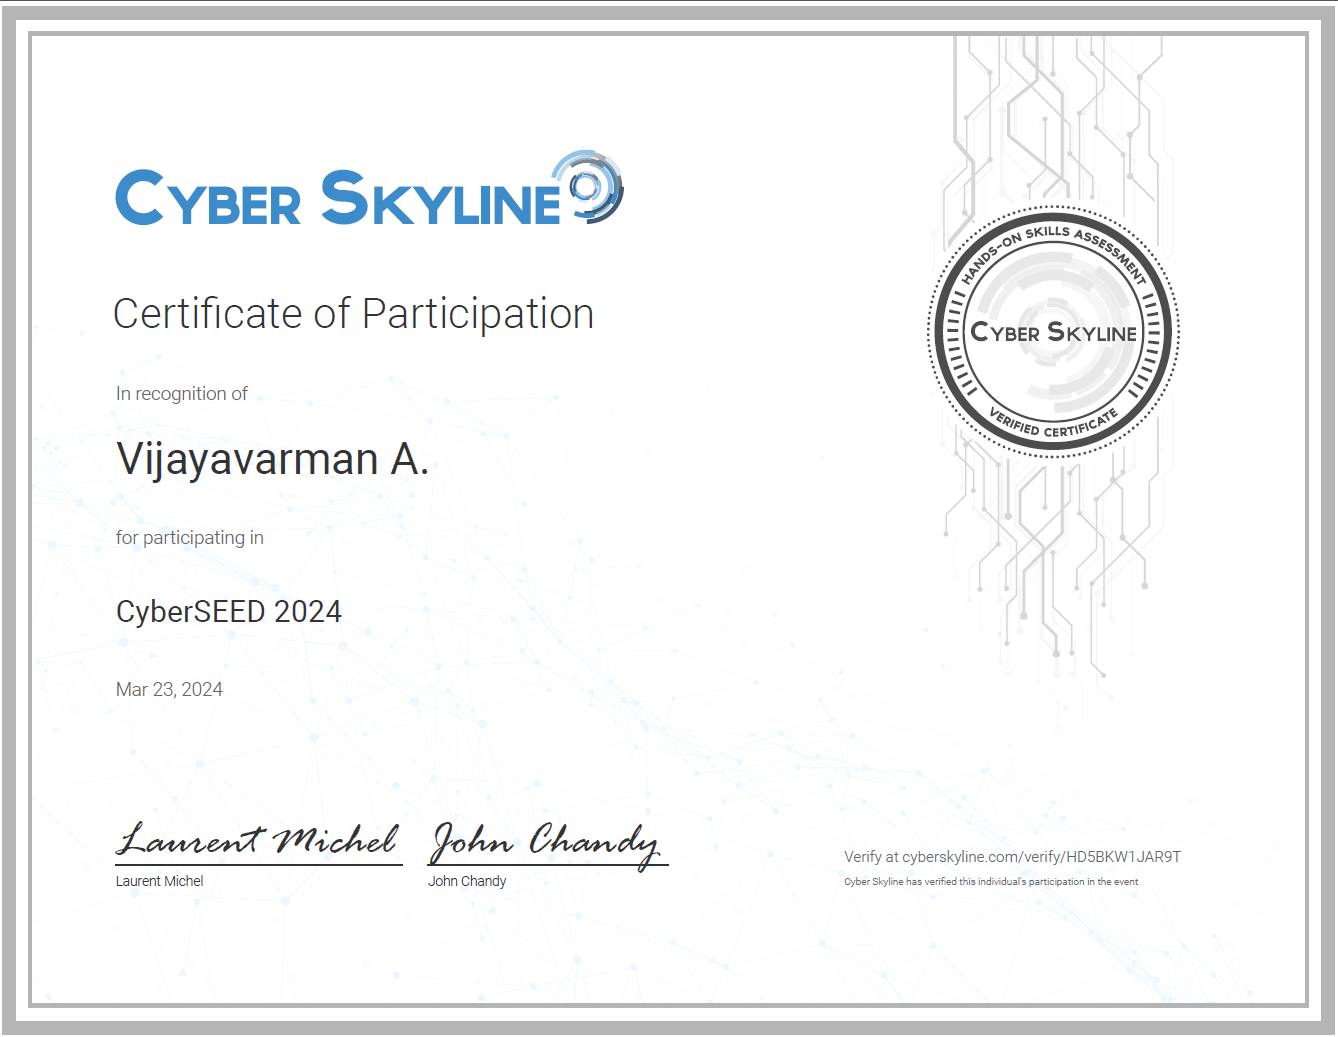 CYBER SKYLINE
Certificate of Participation
In recognition of
Vijayavarman A.
for participating in
CyberSEED 2024
Mar 23, 2024
Laurent Michel John Chandy
Laurent Michel John Chandy
HANDS-ON SKILLS ASSESSMENT
CYBER SKYLINE
VERIFIED CERTIFICATE
Verify at cyberskyline.com/verify/HD5BKW1JAR9T
Cyber Skyline has verified this individual's participation in the event